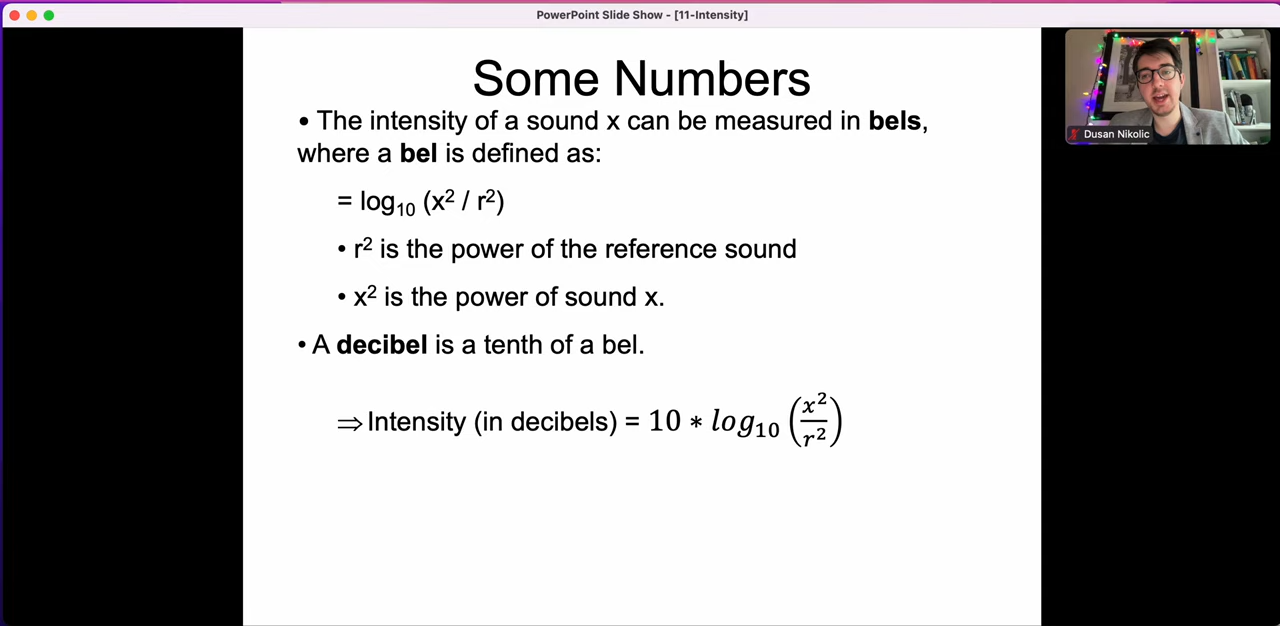 PowerPoint Slide Show - [11-Intensity]
Some Numbers
• The intensity of a sound x can be measured in bels,
where a bel is defined as:
= log₁₀ (x² / r²)
• r² is the power of the reference sound
• x² is the power of sound x.
• A decibel is a tenth of a bel.
⇒ Intensity (in decibels) = 10 * log₁₀ (x²/r²)
Dusan Nikolic